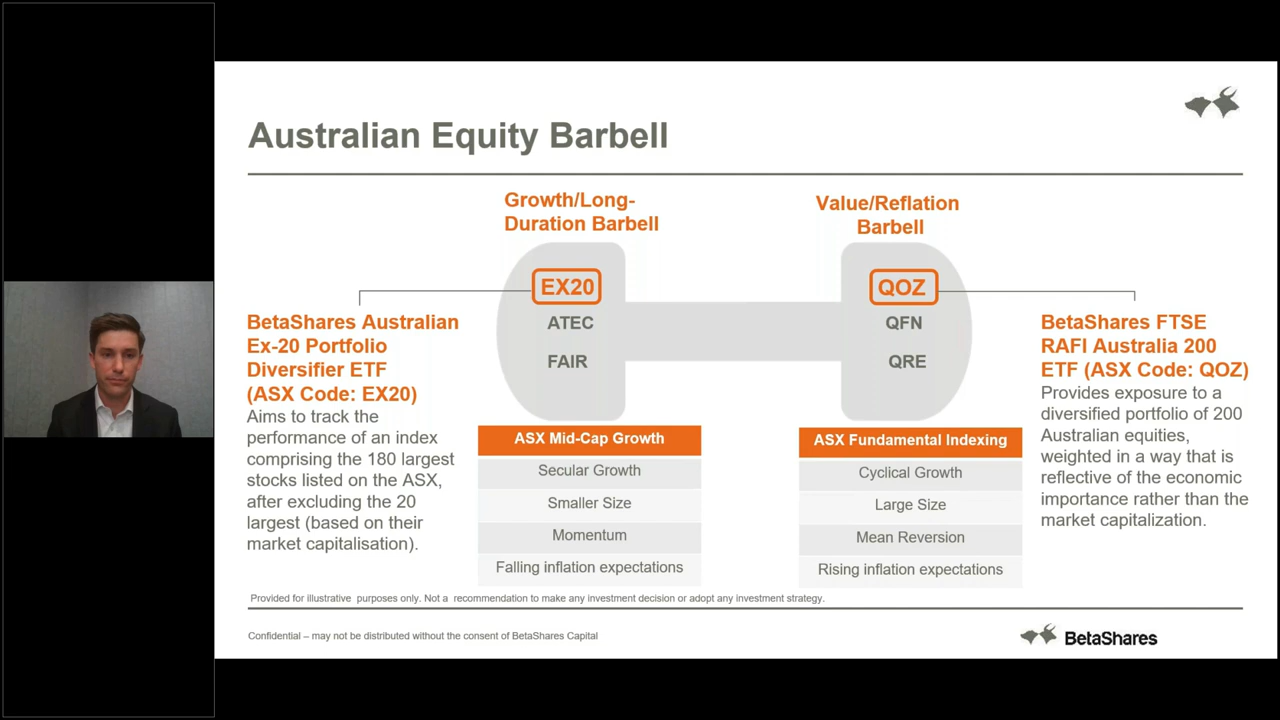 Australian Equity Barbell
Growth/Long-
Duration Barbell
Value/Reflation
Barbell
EX20
ATEC
FAIR
QOZ
QFN
QRE
BetaShares Australian
Ex-20 Portfolio
Diversifier ETF
(ASX Code: EX20)
Aims to track the
performance of an index
comprising the 180 largest
stocks listed on the ASX,
after excluding the 20
largest (based on their
market capitalisation).
ASX Mid-Cap Growth
Secular Growth
Smaller Size
Momentum
Falling inflation expectations
ASX Fundamental Indexing
Cyclical Growth
Large Size
Mean Reversion
Rising inflation expectations
BetaShares FTSE
RAFI Australia 200
ETF (ASX Code: QOZ)
Provides exposure to a
diversified portfolio of 200
Australian equities,
weighted in a way that is
reflective of the economic
importance rather than the
market capitalization.
Provided for illustrative purposes only. Not a recommendation to make any investment decision or adopt any investment strategy.
Confidential – may not be distributed without the consent of BetaShares Capital
BetaShares